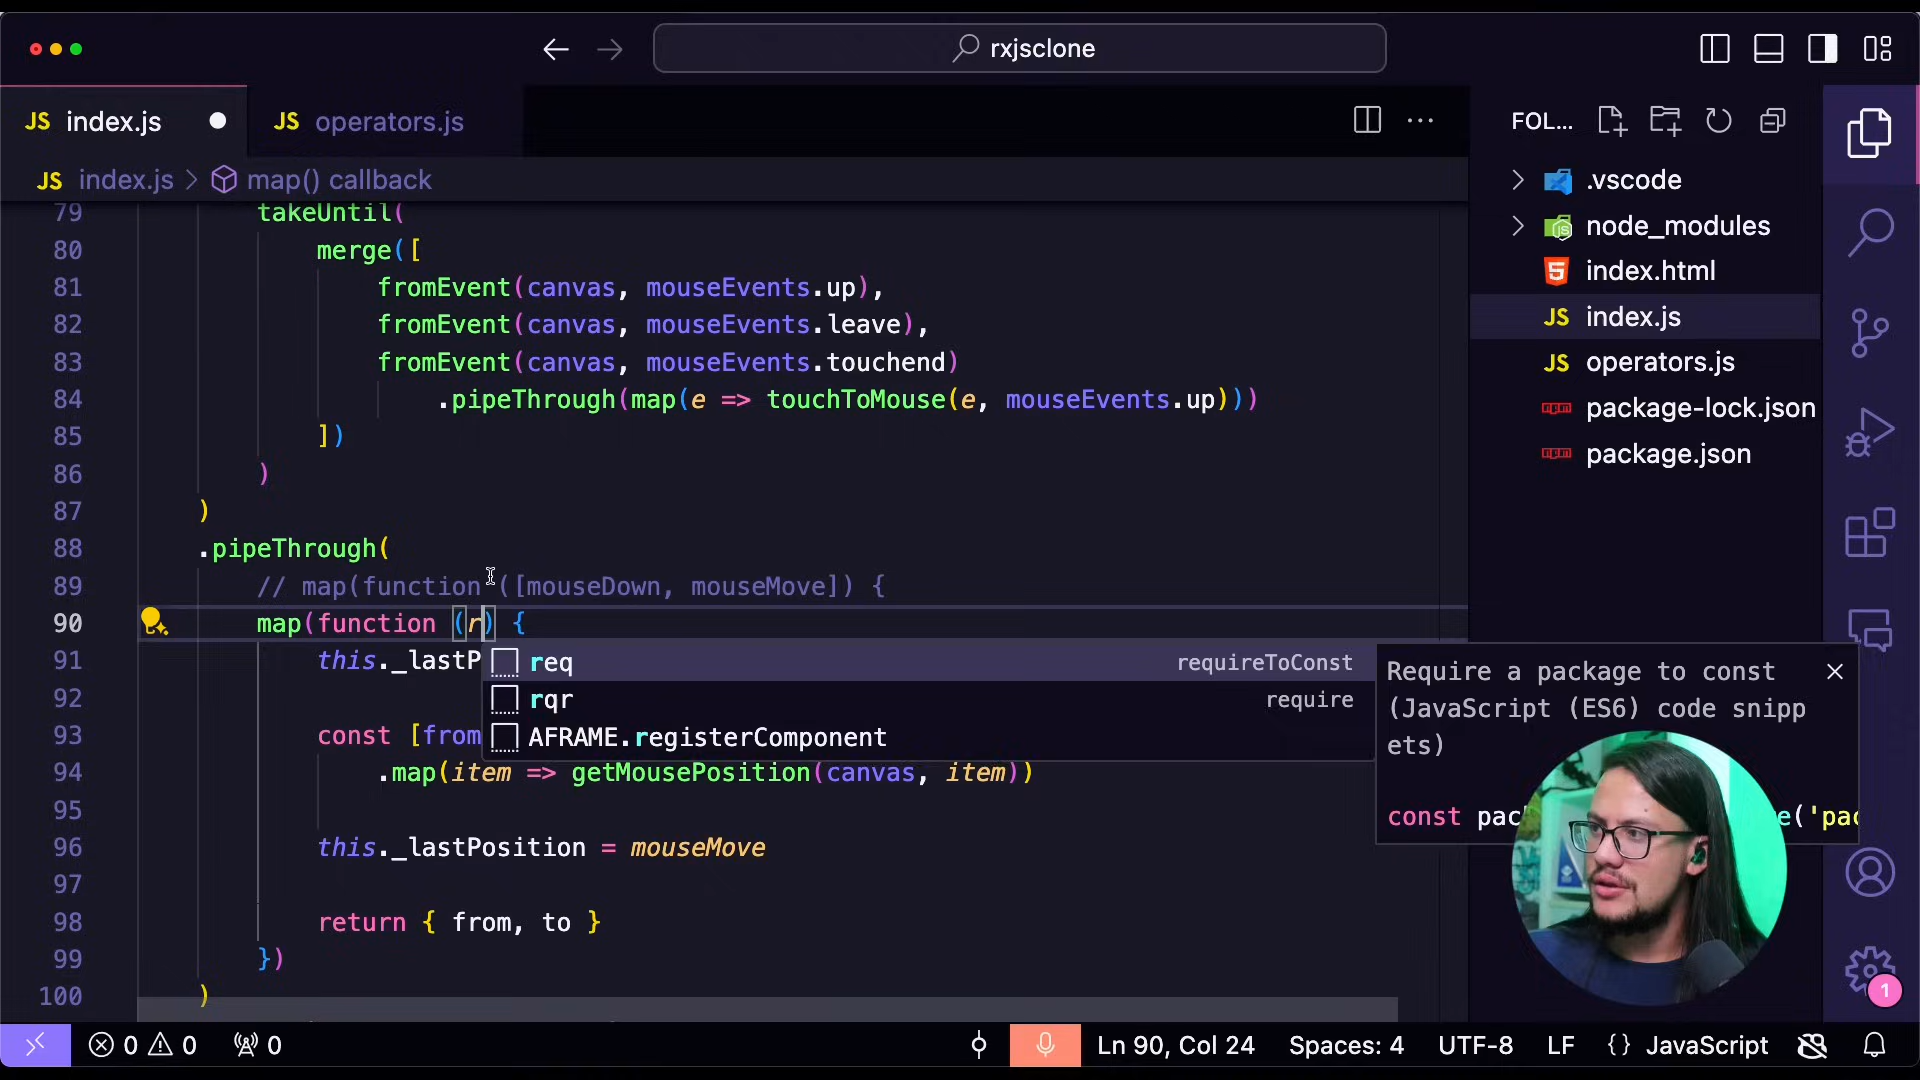 rxjsclone
JS index.js
JS operators.js
FOL...
JS index.js > map() callback
79 takeUntil(
80 merge([
81 fromEvent(canvas, mouseEvents.up),
82 fromEvent(canvas, mouseEvents.leave),
83 fromEvent(canvas, mouseEvents.touchend)
84 .pipeThrough(map(e => touchToMouse(e, mouseEvents.up)))
85 ])
86 )
87 )
88 .pipeThrough(
89 // map(function ([mouseDown, mouseMove]) {
90 map(function (r) {
91 this._lastP
92
93 const [from
94 .map(item => getMousePosition(canvas, item))
95
96 this._lastPosition = mouseMove
97
98 return { from, to }
99 })
100 )
req requireToConst
rqr require
AFRAME.registerComponent
Require a package to const
(JavaScript (ES6) code snipp
ets)
const pac
e('pac
.vscode
node_modules
index.html
JS index.js
JS operators.js
package-lock.json
package.json
1
0 0 0
Ln 90, Col 24 Spaces: 4 UTF-8 LF {} JavaScript